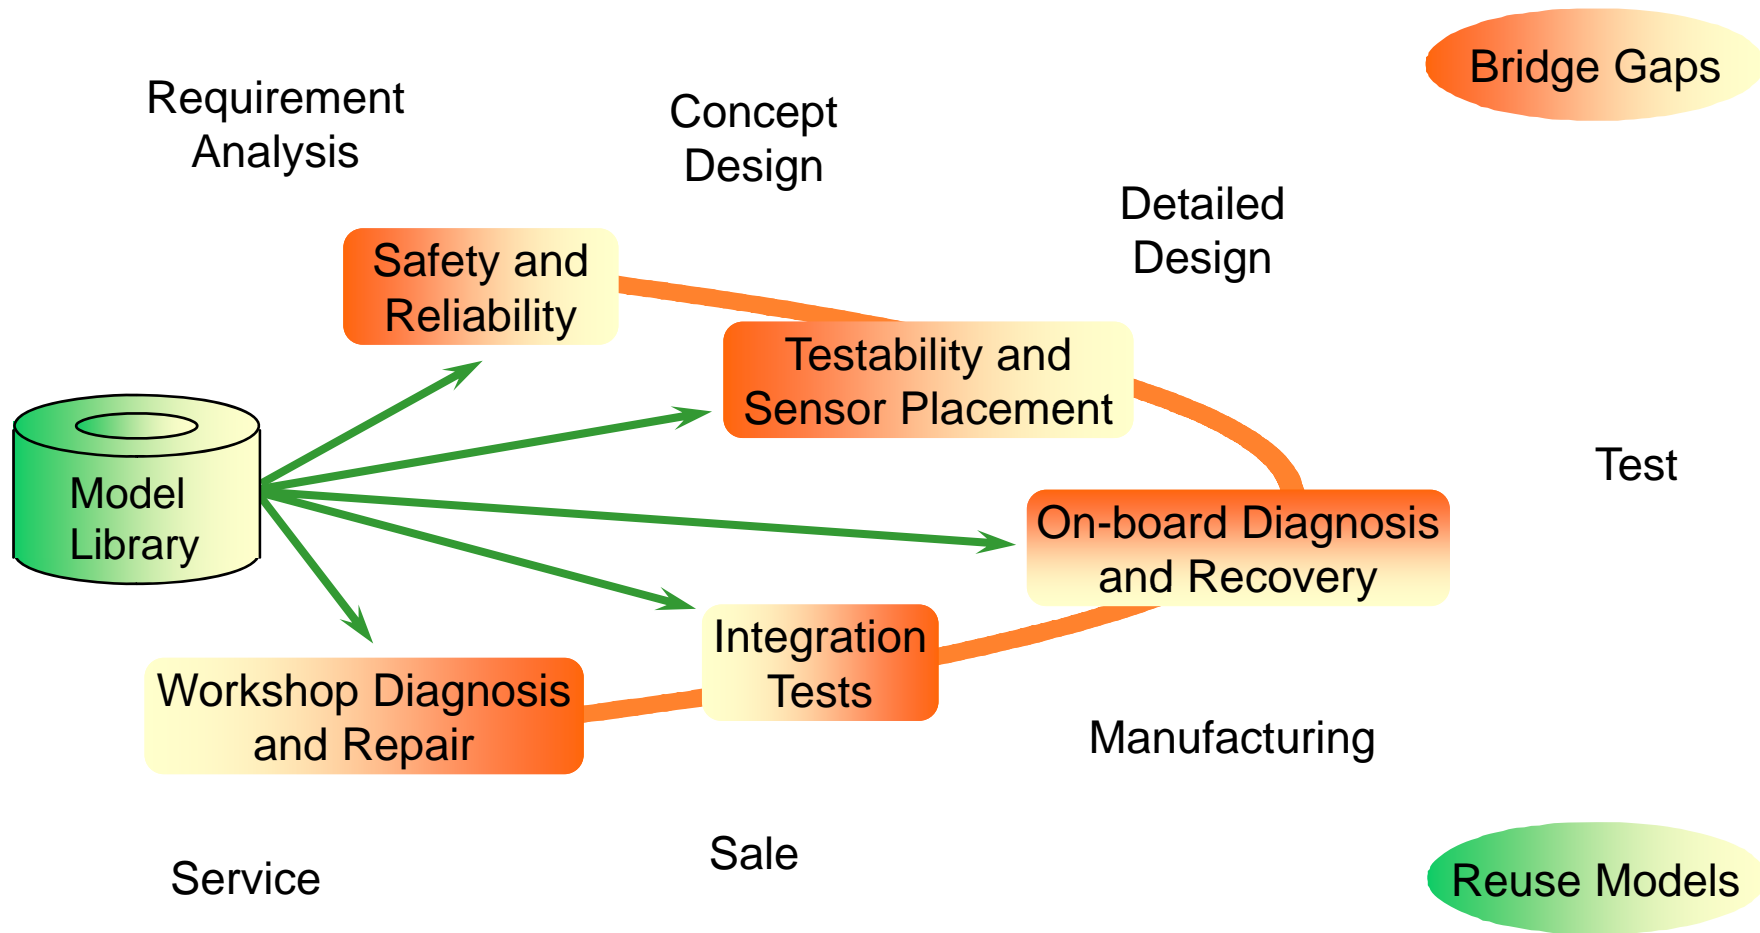 Bridge Gaps
Requirement
Analysis
Concept
Design
Detailed
Design
Safety and
Reliability
Testability and
Sensor Placement
Test
Model
Library
On-board Diagnosis
and Recovery
Integration
Tests
Workshop Diagnosis
and Repair
Manufacturing
Sale
Service
Reuse Models